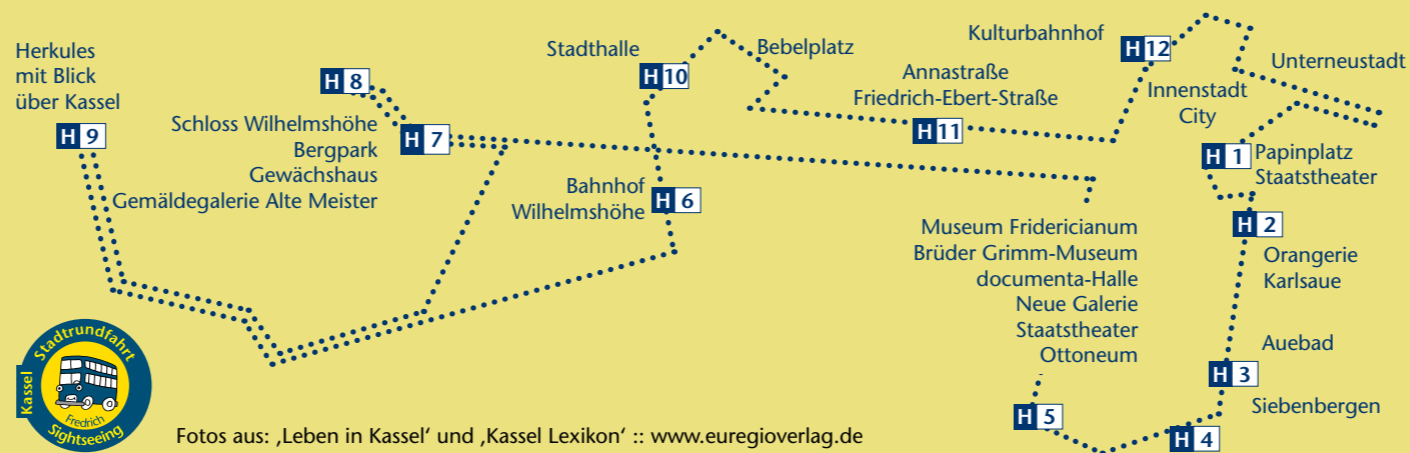 Herkules
mit Blick
über Kassel
H 9
H 8
Schloss Wilhelmshöhe
Bergpark
Gewächshaus
Gemäldegalerie Alte Meister
H 7
Stadthalle
H 10
Bebelplatz
Bahnhof
Wilhelmshöhe
H 6
Annastraße
Friedrich-Ebert-Straße
H 11
Kulturbahnhof
H 12
Innenstadt
City
Unterneustadt
H 1
Papinplatz
Staatstheater
H 2
Orangerie
Karlsaue
Museum Fridericianum
Brüder Grimm-Museum
documenta-Halle
Neue Galerie
Staatstheater
Ottoneum
Auebad
H 3
Siebenbergen
H 4
H 5
Kassel
Stadtrundfahrt
Fredrich
Sightseeing
Fotos aus: ‚Leben in Kassel‘ und ‚Kassel Lexikon‘ :: www.euregioverlag.de